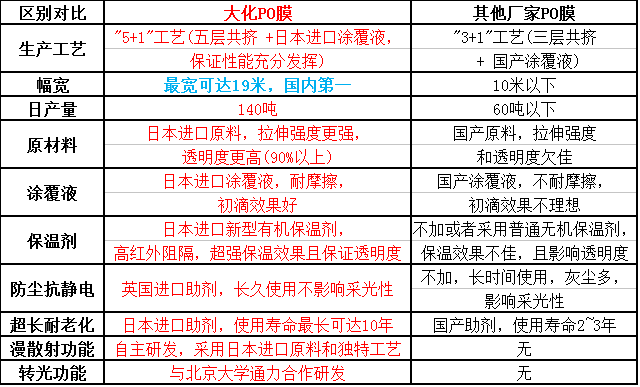 区别对比 大化PO膜 其他厂家PO膜
生产工艺 "5+1"工艺(五层共挤 +日本进口涂覆液，保证性能充分发挥) "3+1"工艺(三层共挤 + 国产涂覆液)
幅宽 最宽可达19米，国内第一 10米以下
日产量 140吨 60吨以下
原材料 日本进口原料，拉伸强度更强，透明度更高(90%以上) 国产原料，拉伸强度和透明度欠佳
涂覆液 日本进口涂覆液，耐摩擦，初滴效果好 国产涂覆液，不耐摩擦，初滴效果不理想
保温剂 日本进口新型有机保温剂，高红外阻隔，超强保温效果且保证透明度 不加或者采用普通无机保温剂，保温效果不佳，且影响透明度
防尘抗静电 英国进口助剂，长久使用不影响采光性 不加，长时间使用，灰尘多，影响采光性
超长耐老化 日本进口助剂，使用寿命最长可达10年 国产助剂，使用寿命2~3年
漫散射功能 自主研发，采用日本进口原料和独特工艺 无
转光功能 与北京大学通力合作研发 无